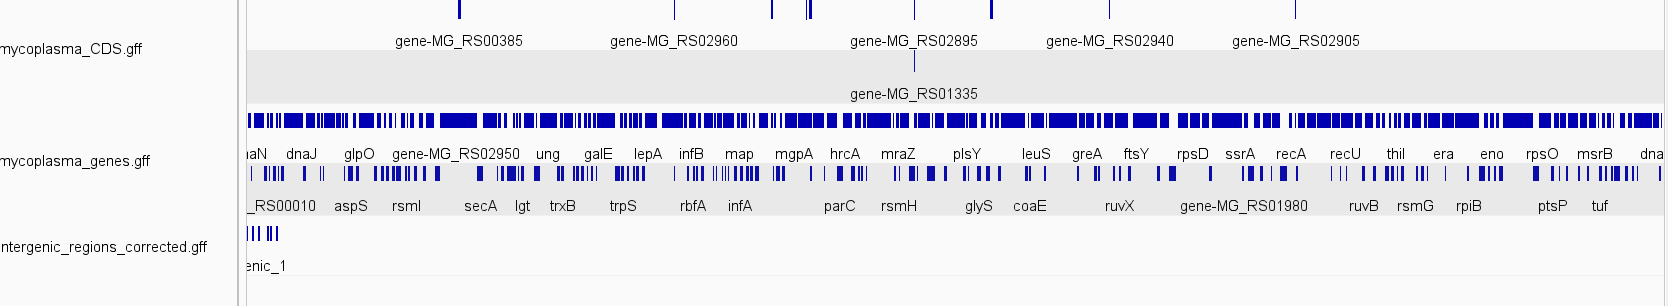 gene-MG_RS00385 gene-MG_RS02960 gene-MG_RS02895 gene-MG_RS02940 gene-MG_RS02905
mycoplasma_CDS.gff
gene-MG_RS01335
naN dnaJ glpO gene-MG_RS02950 ung galE lepA infB map mgpA hrcA mraZ plsY leuS greA ftsY rpsD ssrA recA recU thiI era eno rpsO msrB dna
mycoplasma_genes.gff
_RS00010 aspS rsmI secA lgt trxB trpS rbfA infA parC rsmH glyS coaE ruvX gene-MG_RS01980 ruvB rsmG rpiB ptsP tuf
ntergenic_regions_corrected.gff
enic_1